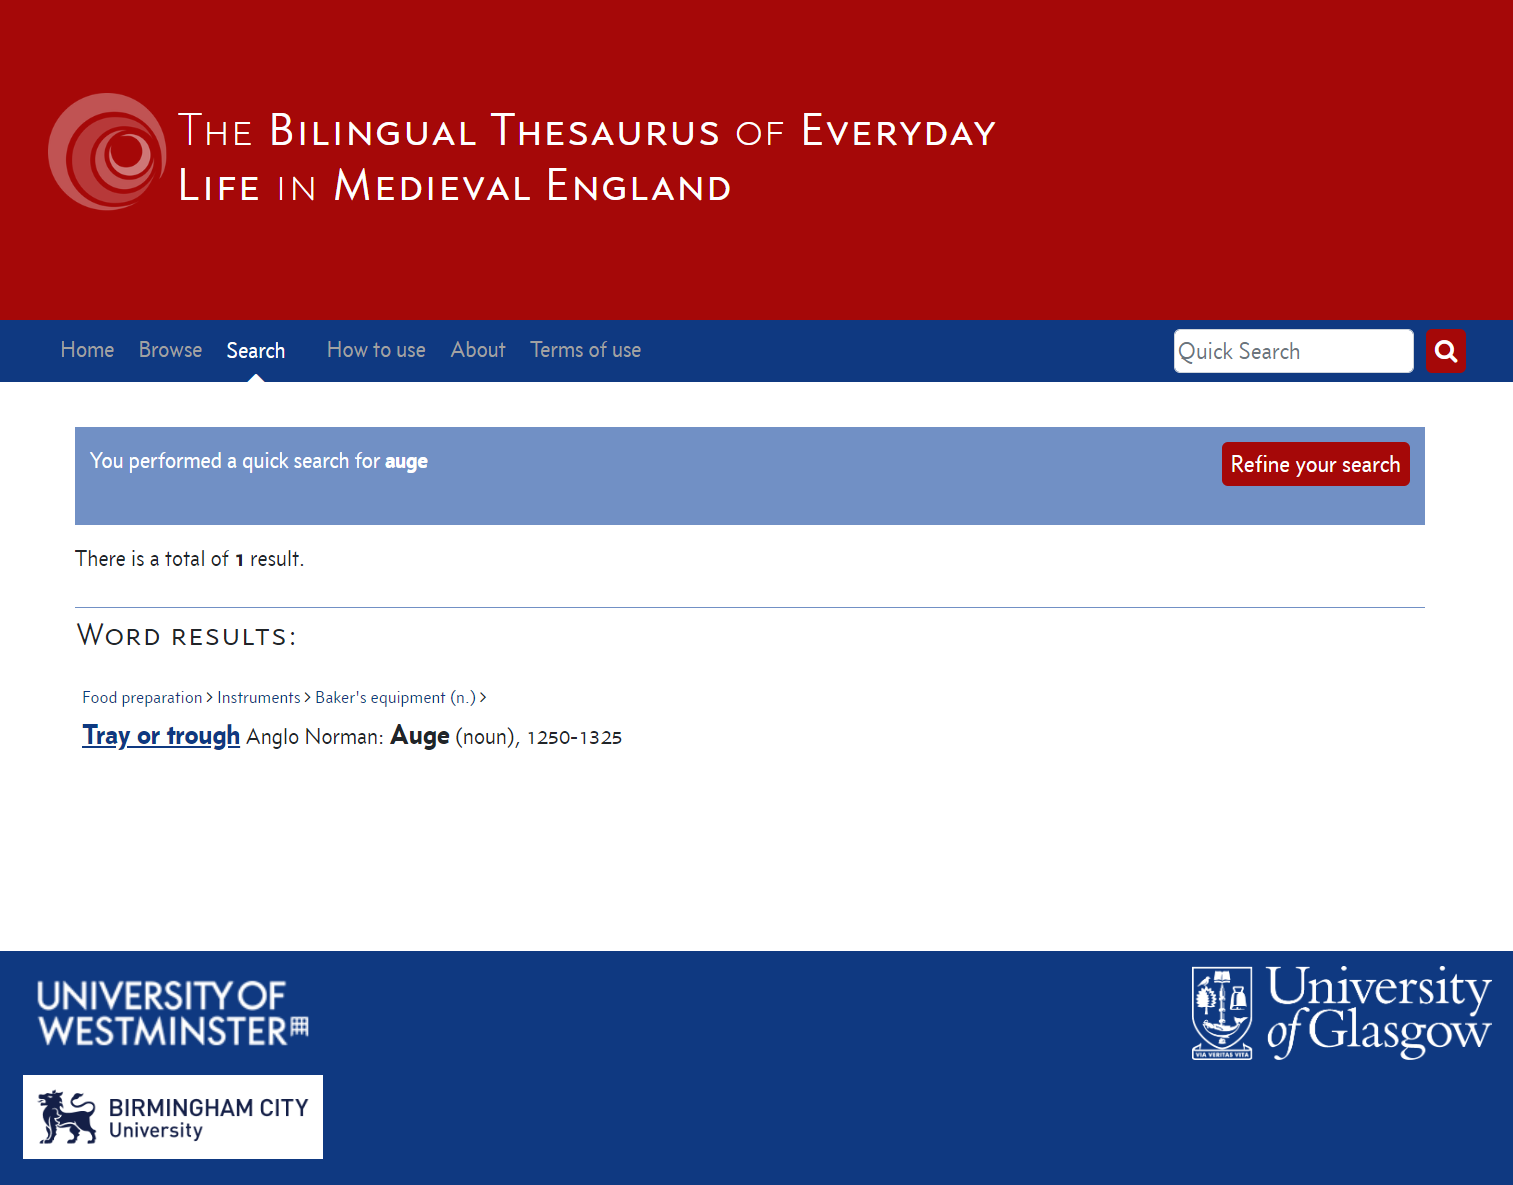 The Bilingual Thesaurus of Everyday
Life in Medieval England
Home Browse Search How to use About Terms of use Quick Search
You performed a quick search for auge Refine your search
There is a total of 1 result.
Word results:
Food preparation > Instruments > Baker's equipment (n.) >
Tray or trough Anglo Norman: Auge (noun), 1250-1325
UNIVERSITY OF
WESTMINSTER
University
of Glasgow
VIA VERITAS VITA
BIRMINGHAM CITY
University